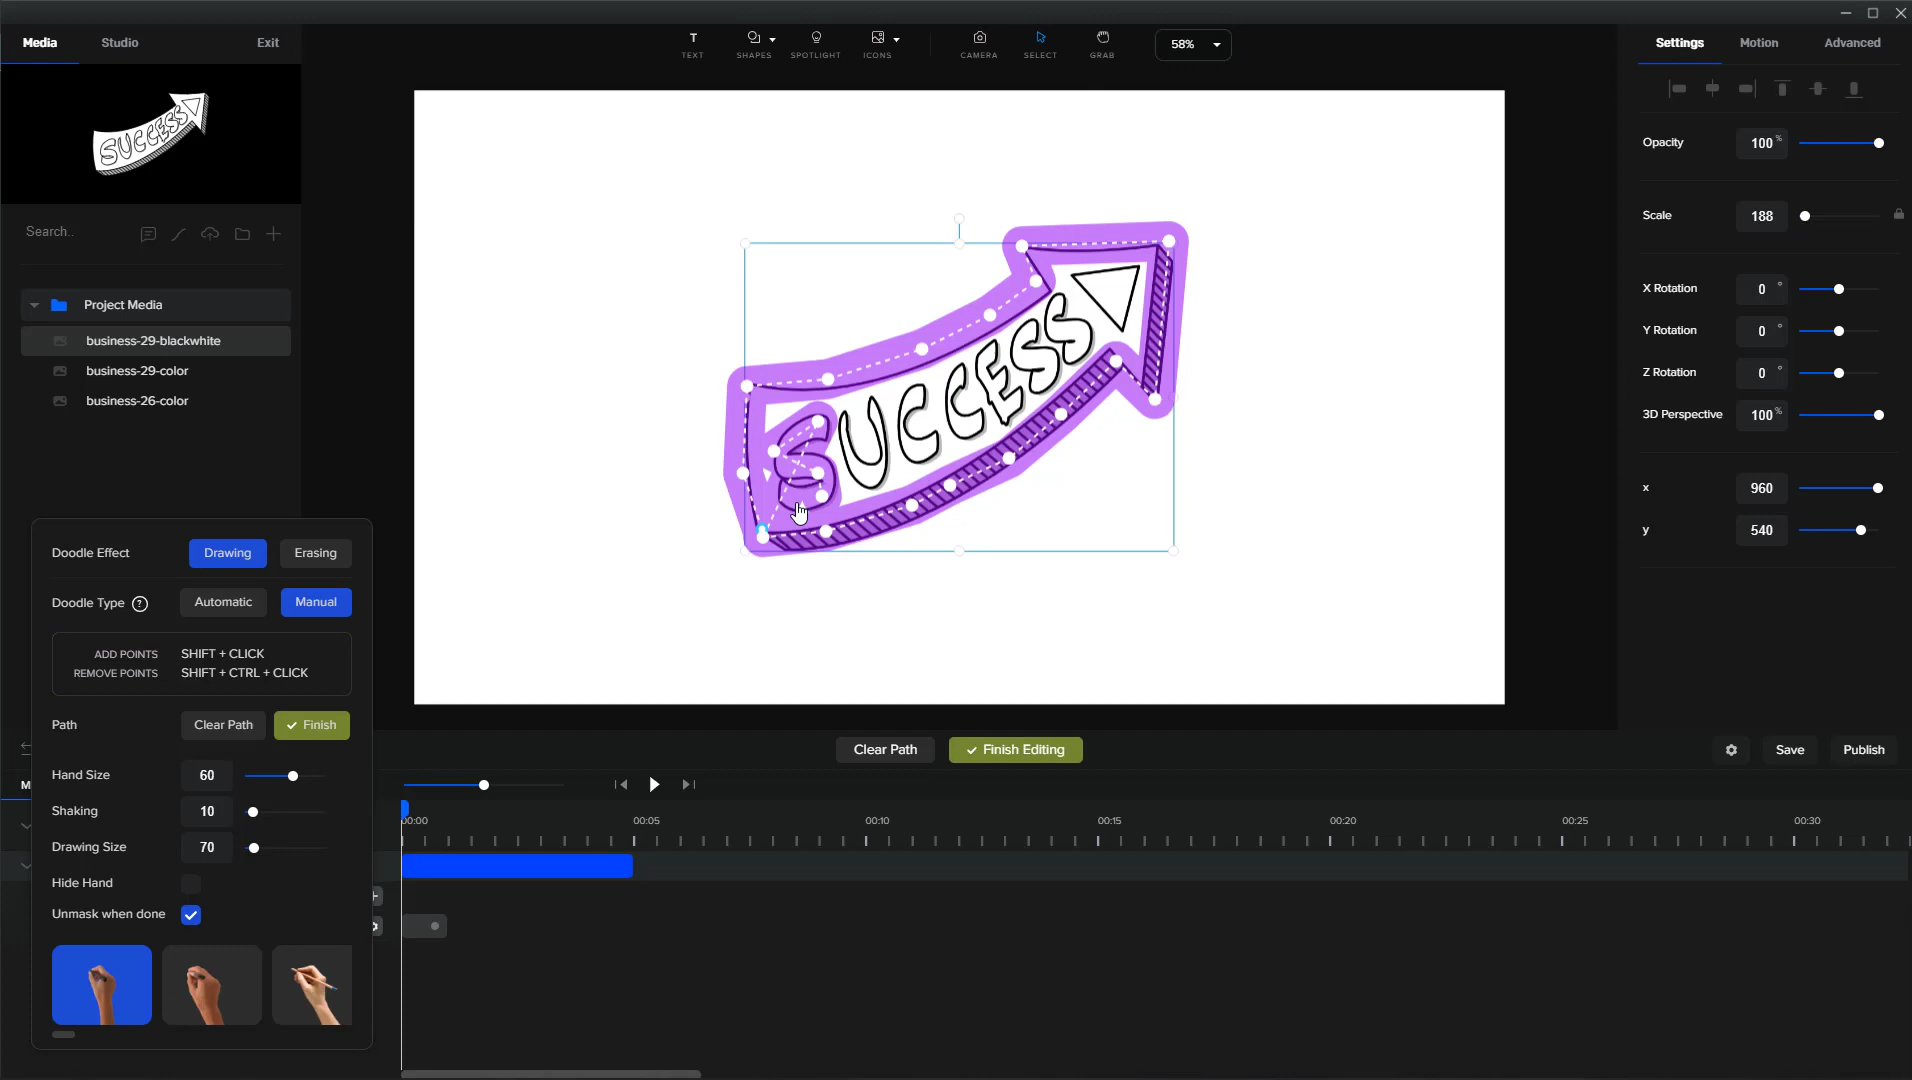 Media
Studio
Exit
TEXT
SHAPES
SPOTLIGHT
ICONS
CAMERA
SELECT
GRAB
58%
Settings
Motion
Advanced
SUCCESS
Search..
Project Media
business-29-blackwhite
business-29-color
business-26-color
SUCCESS
Opacity
100 %
Scale
188
X Rotation
0 °
Y Rotation
0 °
Z Rotation
0 °
3D Perspective
100 %
x
960
y
540
Doodle Effect
Drawing
Erasing
Doodle Type ?
Automatic
Manual
ADD POINTS SHIFT + CLICK
REMOVE POINTS SHIFT + CTRL + CLICK
Path
Clear Path
Finish
Hand Size
60
Shaking
10
Drawing Size
70
Hide Hand
Unmask when done
Clear Path
Finish Editing
Save
Publish
00:00
00:05
00:10
00:15
00:20
00:25
00:30